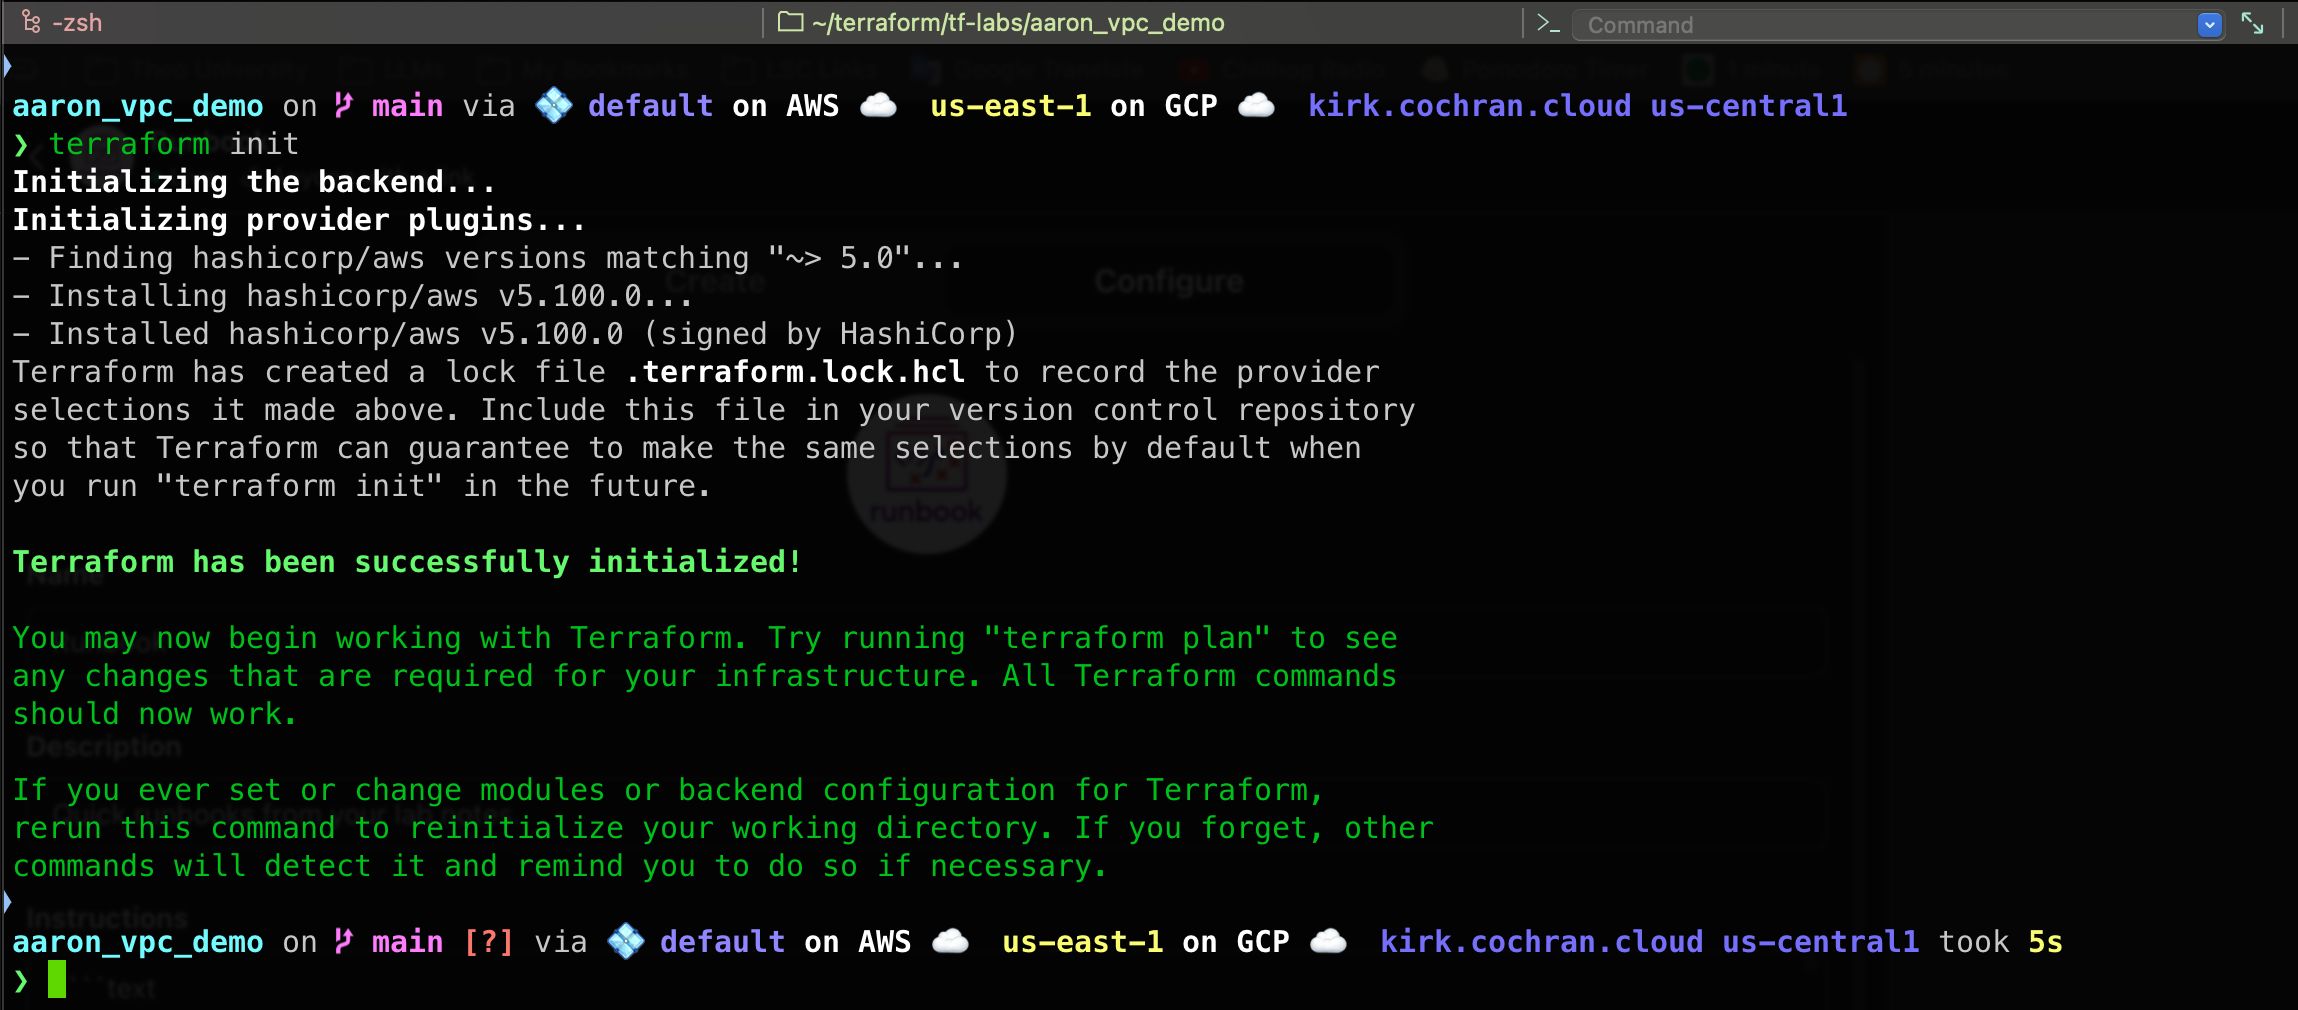 -zsh
~/terraform/tf-labs/aaron_vpc_demo
Command
aaron_vpc_demo on main via default on AWS us-east-1 on GCP kirk.cochran.cloud us-central1
❯ terraform init
Initializing the backend...
Initializing provider plugins...
- Finding hashicorp/aws versions matching "~> 5.0"...
- Installing hashicorp/aws v5.100.0...
- Installed hashicorp/aws v5.100.0 (signed by HashiCorp)
Terraform has created a lock file .terraform.lock.hcl to record the provider
selections it made above. Include this file in your version control repository
so that Terraform can guarantee to make the same selections by default when
you run "terraform init" in the future.
Terraform has been successfully initialized!
You may now begin working with Terraform. Try running "terraform plan" to see
any changes that are required for your infrastructure. All Terraform commands
should now work.
If you ever set or change modules or backend configuration for Terraform,
rerun this command to reinitialize your working directory. If you forget, other
commands will detect it and remind you to do so if necessary.
aaron_vpc_demo on main [?] via default on AWS us-east-1 on GCP kirk.cochran.cloud us-central1 took 5s
❯
Create
Configure
runbook
Name
Description
Instructions
```text